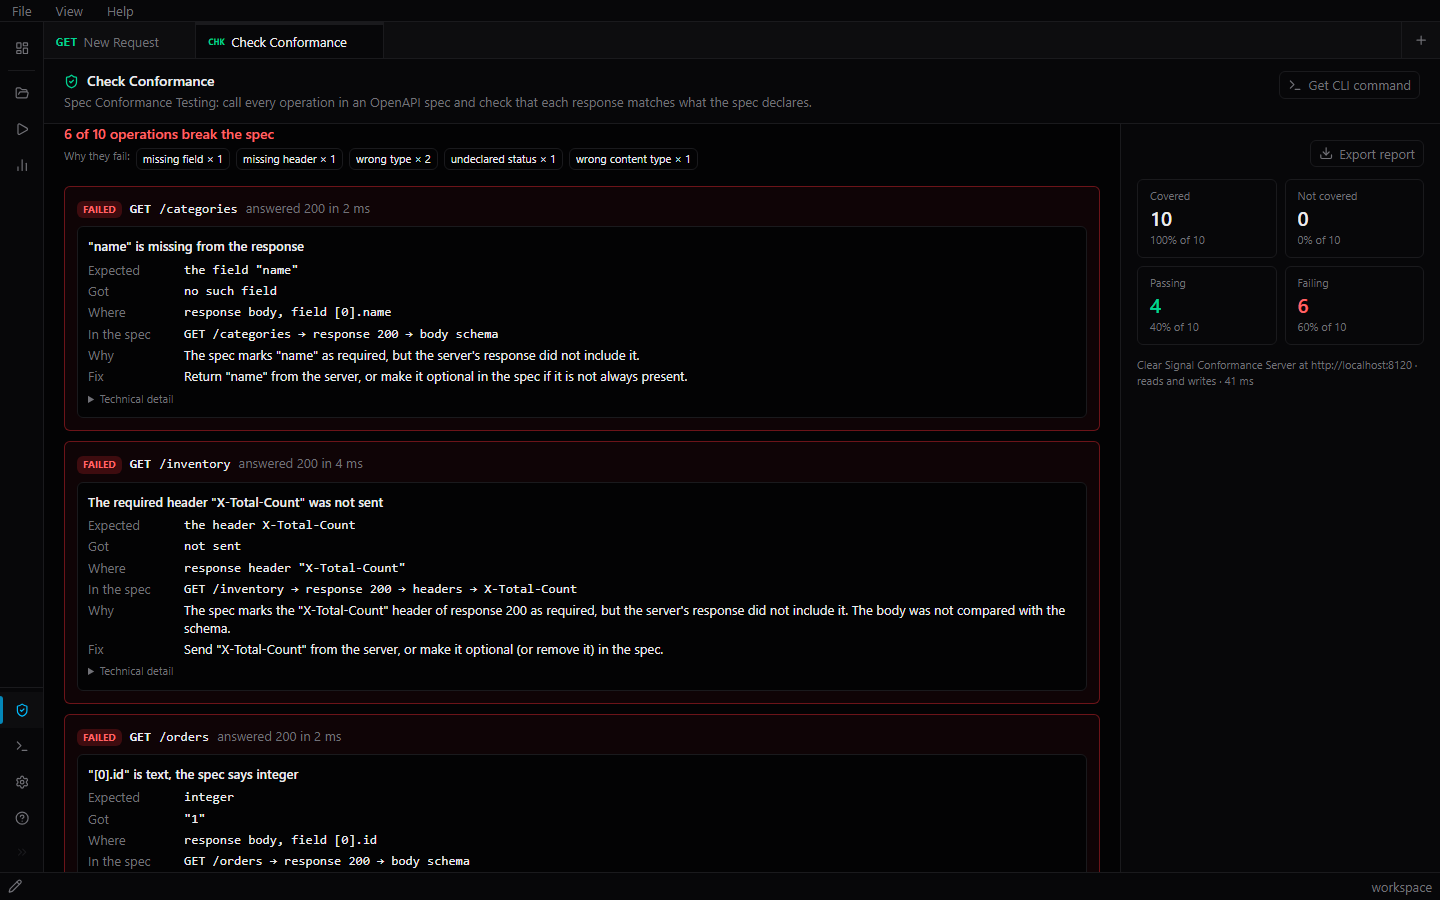 File View Help
GET New Request
CHK Check Conformance
Check Conformance
Spec Conformance Testing: call every operation in an OpenAPI spec and check that each response matches what the spec declares.
Get CLI command
6 of 10 operations break the spec
Why they fail: missing field × 1 missing header × 1 wrong type × 2 undeclared status × 1 wrong content type × 1
FAILED GET /categories answered 200 in 2 ms
"name" is missing from the response
Expected the field "name"
Got no such field
Where response body, field [0].name
In the spec GET /categories → response 200 → body schema
Why The spec marks "name" as required, but the server's response did not include it.
Fix Return "name" from the server, or make it optional in the spec if it is not always present.
Technical detail
FAILED GET /inventory answered 200 in 4 ms
The required header "X-Total-Count" was not sent
Expected the header X-Total-Count
Got not sent
Where response header "X-Total-Count"
In the spec GET /inventory → response 200 → headers → X-Total-Count
Why The spec marks the "X-Total-Count" header of response 200 as required, but the server's response did not include it. The body was not compared with the
schema.
Fix Send "X-Total-Count" from the server, or make it optional (or remove it) in the spec.
Technical detail
FAILED GET /orders answered 200 in 2 ms
"[0].id" is text, the spec says integer
Expected integer
Got "1"
Where response body, field [0].id
In the spec GET /orders → response 200 → body schema
Export report
Covered
10
100% of 10
Not covered
0
0% of 10
Passing
4
40% of 10
Failing
6
60% of 10
Clear Signal Conformance Server at http://localhost:8120 ·
reads and writes · 41 ms
workspace